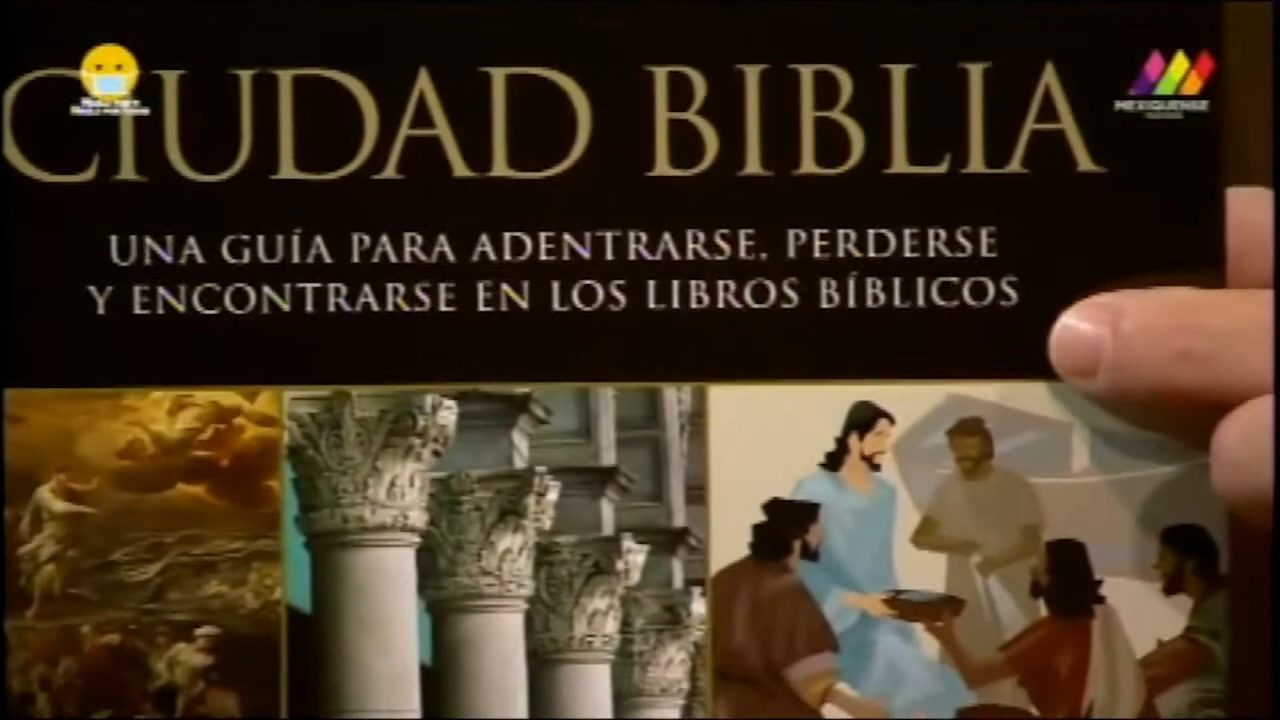 CIUDAD BIBLIA
UNA GUÍA PARA ADENTRARSE, PERDERSE
Y ENCONTRARSE EN LOS LIBROS BÍBLICOS
MEXIQUENSE